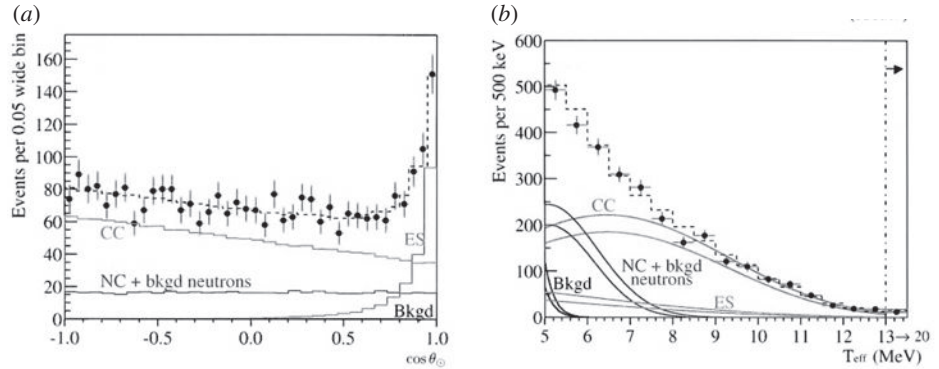 (a)
Events per 0.05 wide bin
160
140
120
100
80
60
40
20
0
CC
ES
NC + bkgd neutrons
Bkgd
-1.0 -0.5 0.0 0.5 1.0
cos θ☉
(b)
Events per 500 keV
600
500
400
300
200
100
0
CC
NC + bkgd
neutrons
Bkgd
ES
5 6 7 8 9 10 11 12 13→20
Teff (MeV)